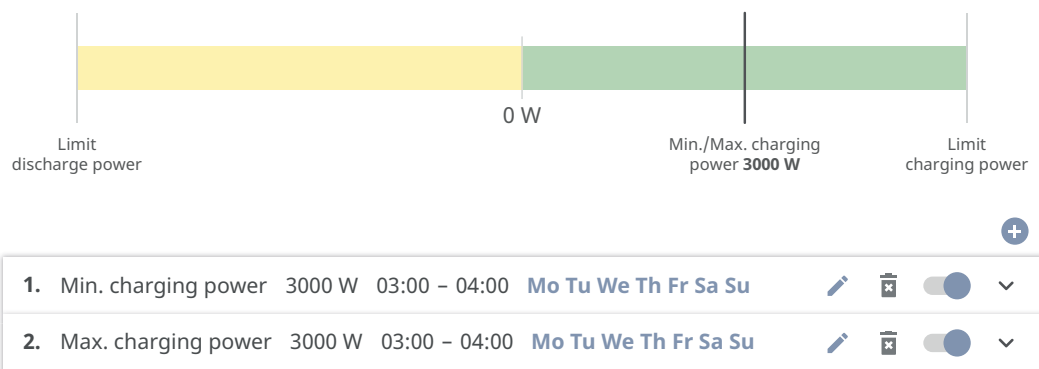 0 W
Limit
discharge power
Min./Max. charging
power 3000 W
Limit
charging power
1. Min. charging power 3000 W 03:00 – 04:00 Mo Tu We Th Fr Sa Su
2. Max. charging power 3000 W 03:00 – 04:00 Mo Tu We Th Fr Sa Su